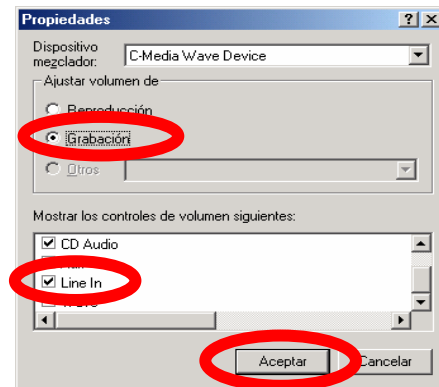 Propiedades
Dispositivo mezclador: C-Media Wave Device
Ajustar volumen de
Reproducción
Grabación
Otros
Mostrar los controles de volumen siguientes:
CD Audio
Line In
Aceptar Cancelar